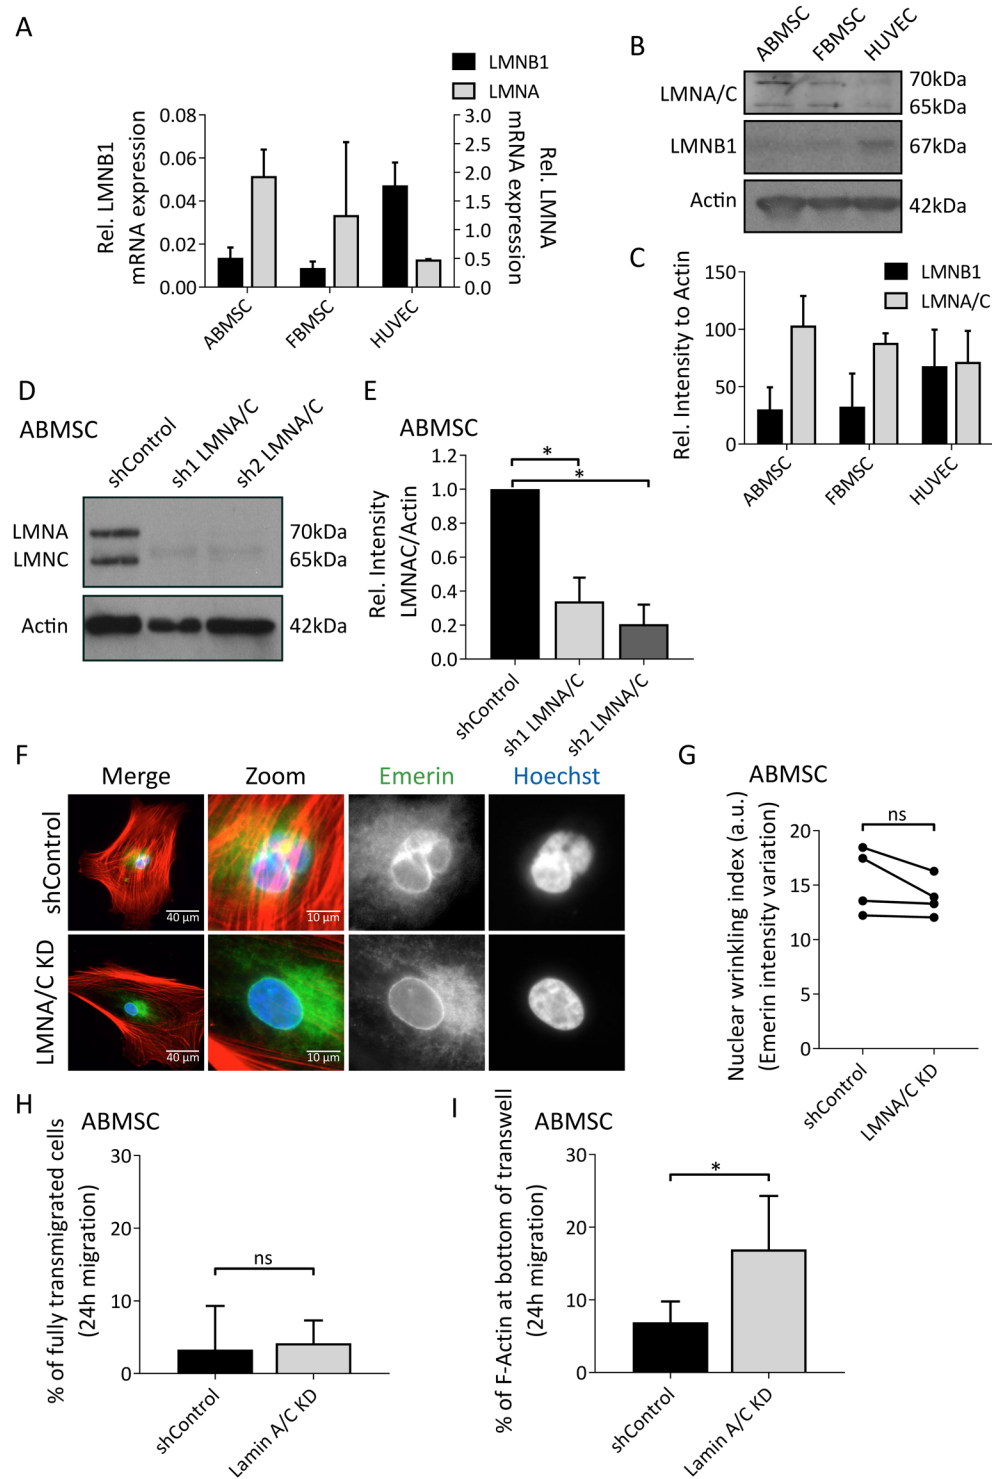 A
LMNB1
LMNA
Rel. LMNB1
mRNA expression
0.08
0.06
0.04
0.02
0.00
3.0
2.5
2.0
1.5
1.0
0.5
0.0
Rel. LMNA
mRNA expression
ABMSC
FBMSC
HUVEC
B
ABMSC
FBMSC
HUVEC
LMNA/C
70kDa
65kDa
LMNB1
67kDa
Actin
42kDa
C
LMNB1
LMNA/C
Rel. Intensity to Actin
150
100
50
0
ABMSC
FBMSC
HUVEC
D
ABMSC
shControl
sh1 LMNA/C
sh2 LMNA/C
LMNA
70kDa
LMNC
65kDa
Actin
42kDa
E
ABMSC
Rel. Intensity
LMNAC/Actin
1.2
1.0
0.8
0.6
0.4
0.2
0.0
*
*
shControl
sh1 LMNA/C
sh2 LMNA/C
F
Merge
Zoom
Emerin
Hoechst
shControl
40 µm
10 µm
LMNA/C KD
40 µm
10 µm
G
ABMSC
Nuclear wrinkling index (a.u.)
(Emerin intensity variation)
20
15
10
5
0
ns
shControl
LMNA/C KD
H
ABMSC
% of fully transmigrated cells
(24h migration)
30
20
10
0
ns
shControl
Lamin A/C KD
I
ABMSC
% of F-Actin at bottom of transwell
(24h migration)
30
20
10
0
*
shControl
Lamin A/C KD